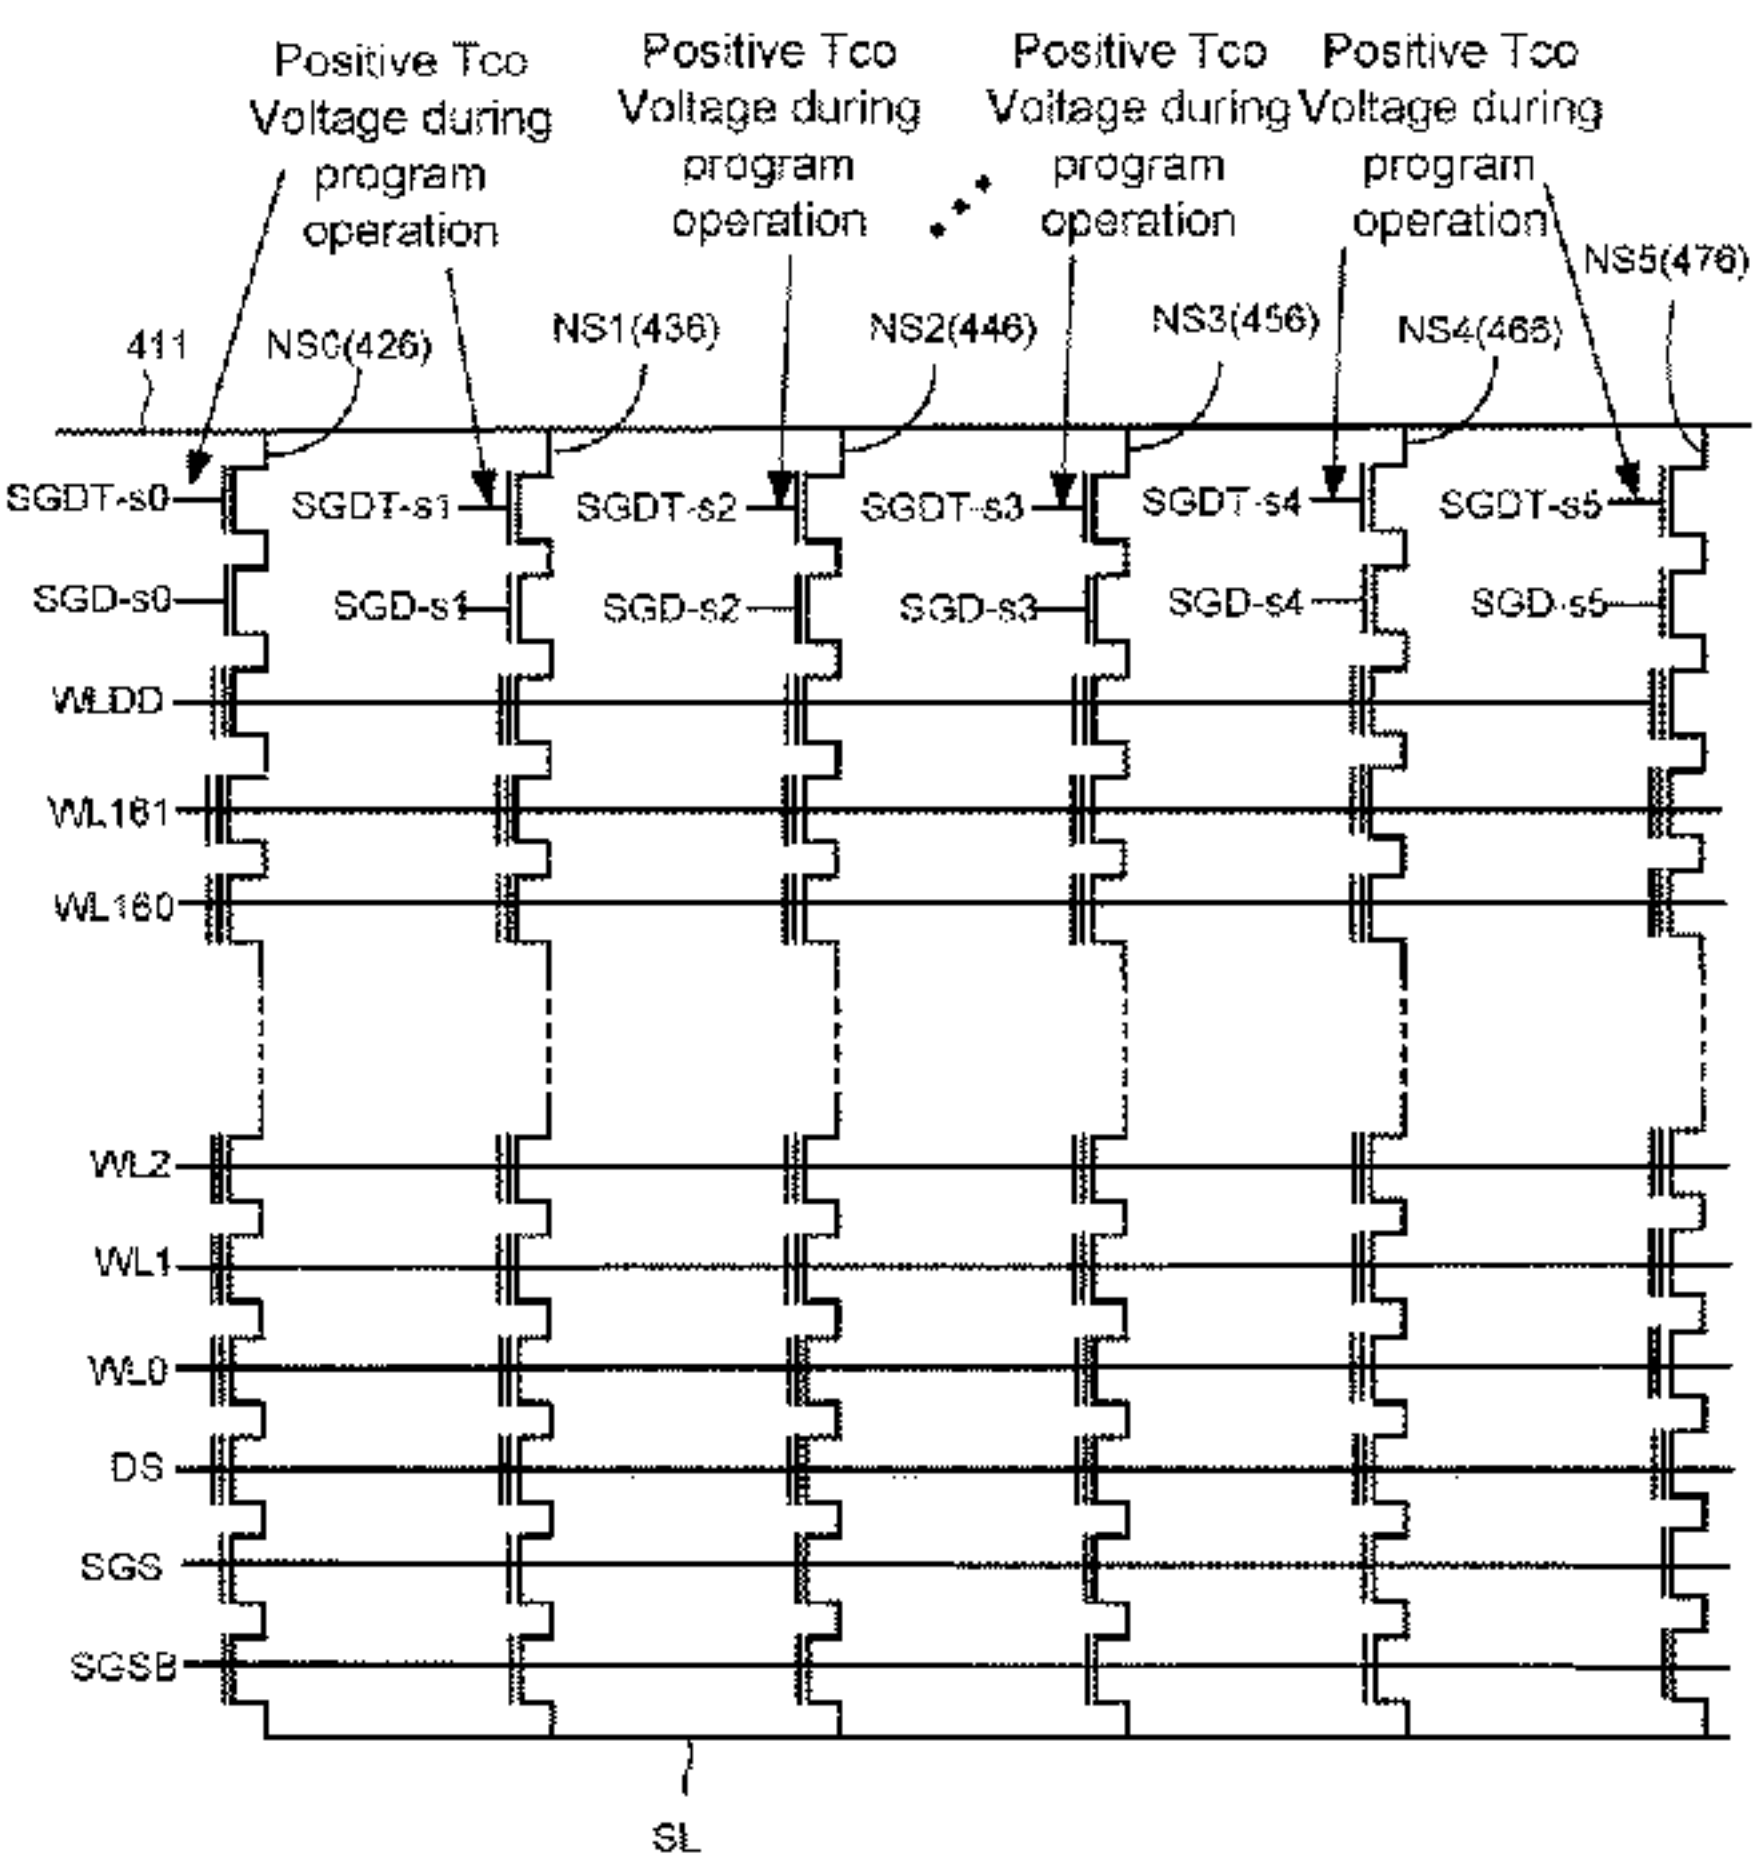 Positive Tco
Voltage during
program
operation
Positive Tco
Voltage during
program
operation
Positive Tco
Voltage during
program
operation
Positive Tco
Voltage during
program
operation
411
NS0(426)
NS1(436)
NS2(446)
NS3(456)
NS4(466)
NS5(476)
SGDT-s0
SGDT-s1
SGDT-s2
SGDT-s3
SGDT-s4
SGDT-s5
SGD-s0
SGD-s1
SGD-s2
SGD-s3
SGD-s4
SGD-s5
WLDD
WL161
WL160
WL2
WL1
WL0
DS
SGS
SGSB
SL